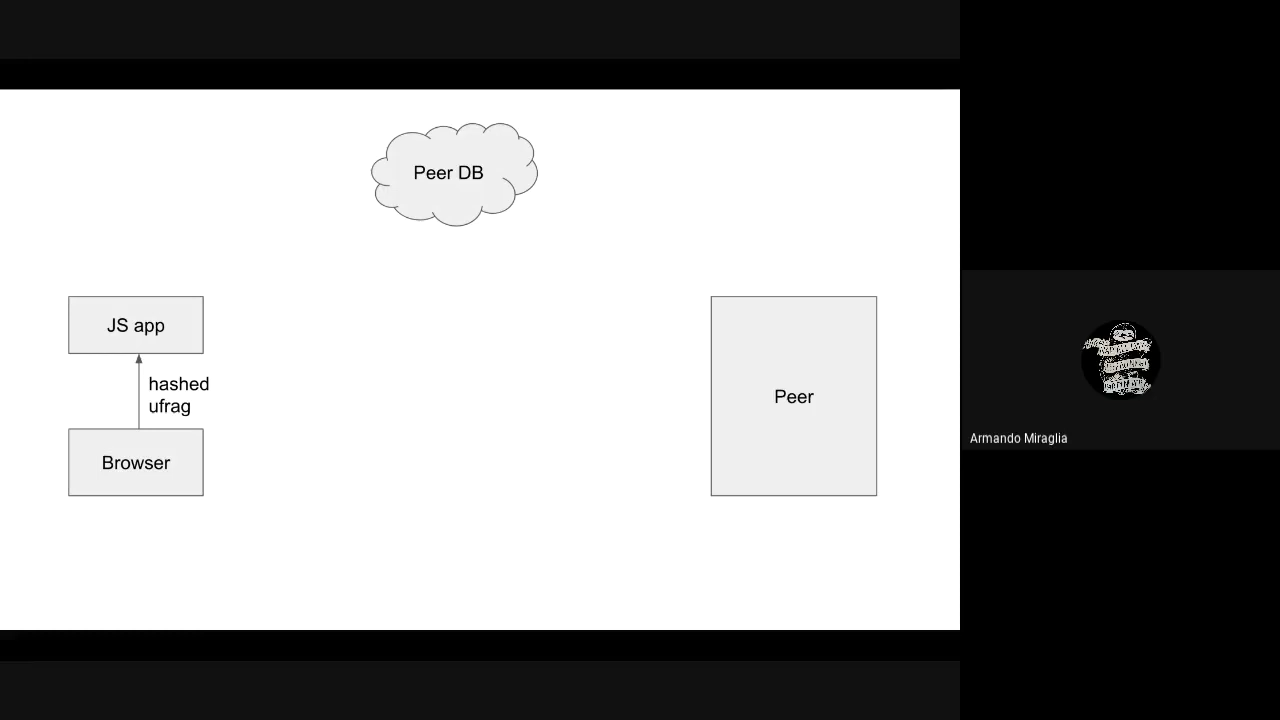 Peer DB
JS app
hashed
ufrag
Browser
Peer
Armando Miraglia